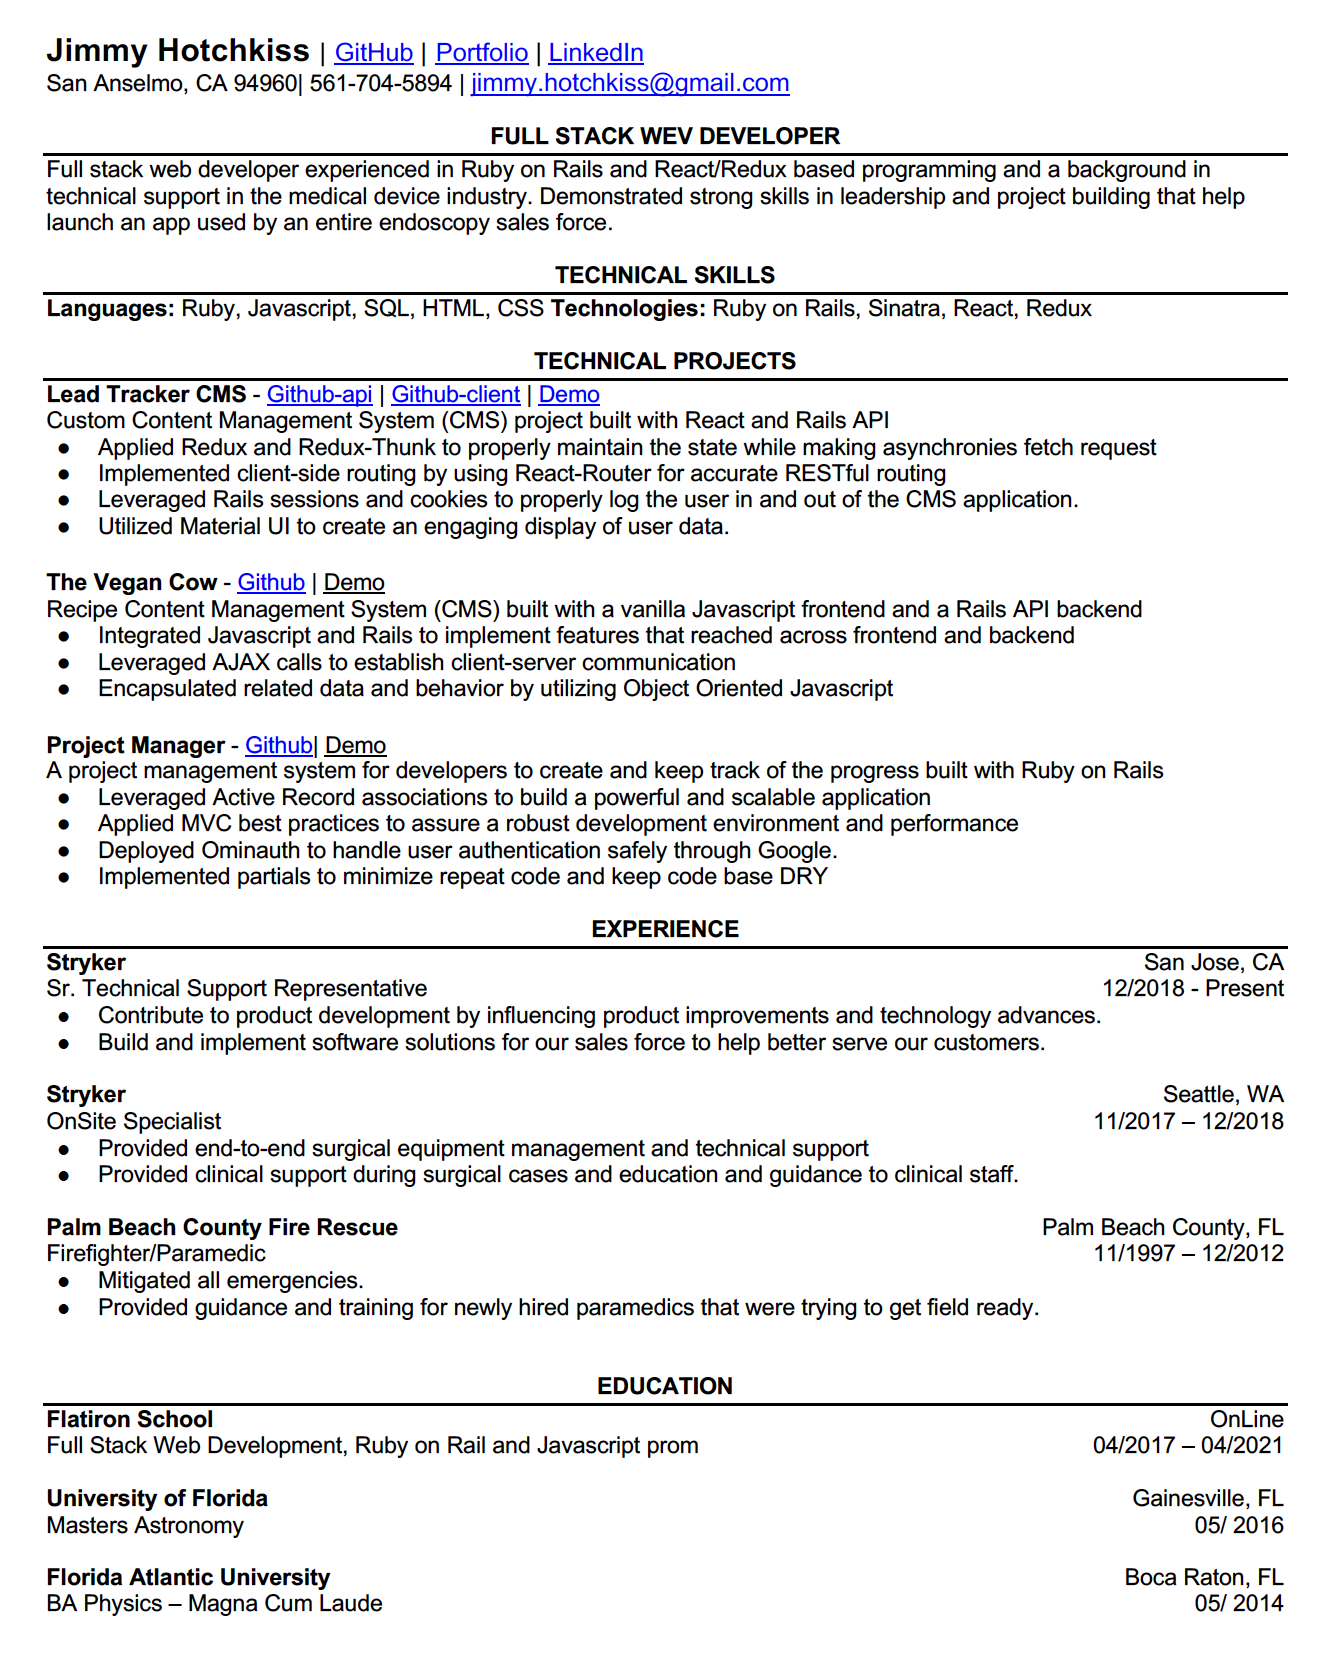 Jimmy Hotchkiss | GitHub | Portfolio | LinkedIn
San Anselmo, CA 94960| 561-704-5894 | jimmy.hotchkiss@gmail.com
FULL STACK WEV DEVELOPER
Full stack web developer experienced in Ruby on Rails and React/Redux based programming and a background in
technical support in the medical device industry. Demonstrated strong skills in leadership and project building that help
launch an app used by an entire endoscopy sales force.
TECHNICAL SKILLS
Languages: Ruby, Javascript, SQL, HTML, CSS Technologies: Ruby on Rails, Sinatra, React, Redux
TECHNICAL PROJECTS
Lead Tracker CMS - Github-api | Github-client | Demo
Custom Content Management System (CMS) project built with React and Rails API
● Applied Redux and Redux-Thunk to properly maintain the state while making asynchronies fetch request
● Implemented client-side routing by using React-Router for accurate RESTful routing
● Leveraged Rails sessions and cookies to properly log the user in and out of the CMS application.
● Utilized Material UI to create an engaging display of user data.
The Vegan Cow - Github | Demo
Recipe Content Management System (CMS) built with a vanilla Javascript frontend and a Rails API backend
● Integrated Javascript and Rails to implement features that reached across frontend and backend
● Leveraged AJAX calls to establish client-server communication
● Encapsulated related data and behavior by utilizing Object Oriented Javascript
Project Manager - Github| Demo
A project management system for developers to create and keep track of the progress built with Ruby on Rails
● Leveraged Active Record associations to build a powerful and scalable application
● Applied MVC best practices to assure a robust development environment and performance
● Deployed Ominauth to handle user authentication safely through Google.
● Implemented partials to minimize repeat code and keep code base DRY
EXPERIENCE
Stryker San Jose, CA
Sr. Technical Support Representative 12/2018 - Present
● Contribute to product development by influencing product improvements and technology advances.
● Build and implement software solutions for our sales force to help better serve our customers.
Stryker Seattle, WA
OnSite Specialist 11/2017 – 12/2018
● Provided end-to-end surgical equipment management and technical support
● Provided clinical support during surgical cases and education and guidance to clinical staff.
Palm Beach County Fire Rescue Palm Beach County, FL
Firefighter/Paramedic 11/1997 – 12/2012
● Mitigated all emergencies.
● Provided guidance and training for newly hired paramedics that were trying to get field ready.
EDUCATION
Flatiron School OnLine
Full Stack Web Development, Ruby on Rail and Javascript prom 04/2017 – 04/2021
University of Florida Gainesville, FL
Masters Astronomy 05/ 2016
Florida Atlantic University Boca Raton, FL
BA Physics – Magna Cum Laude 05/ 2014